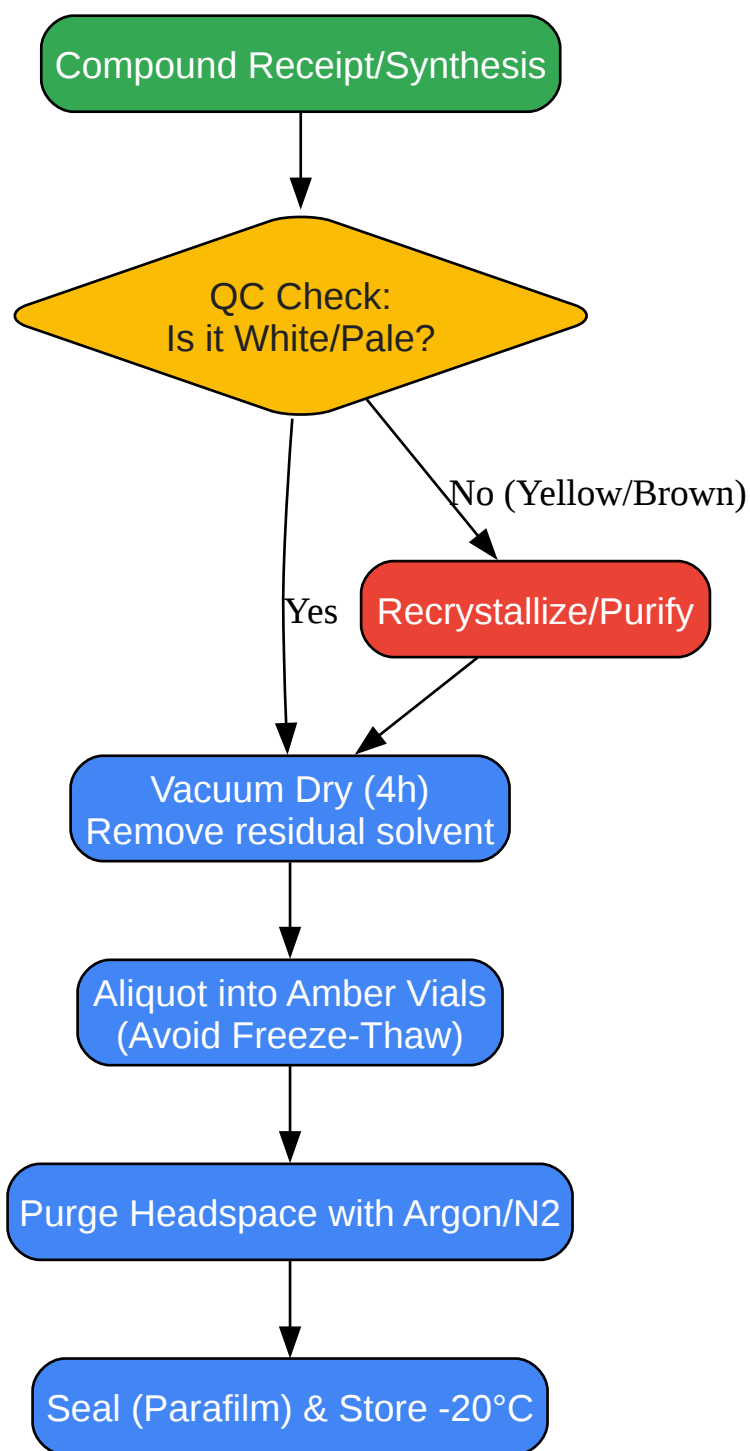 Compound Receipt/Synthesis
QC Check:
Is it White/Pale?
No (Yellow/Brown)
Yes
Recrystallize/Purify
Vacuum Dry (4h)
Remove residual solvent
Aliquot into Amber Vials
(Avoid Freeze-Thaw)
Purge Headspace with Argon/N2
Seal (Parafilm) & Store -20°C